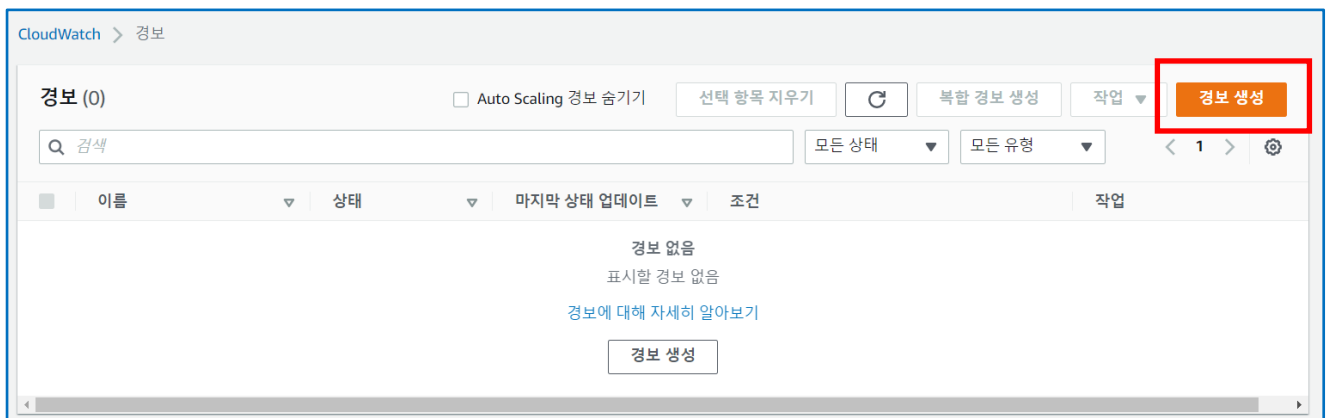 CloudWatch > 경보
경보 (0) Auto Scaling 경보 숨기기 선택 항목 지우기 복합 경보 생성 작업 경보 생성
검색 모든 상태 모든 유형 < 1 >
이름 상태 마지막 상태 업데이트 조건 작업
경보 없음
표시할 경보 없음
경보에 대해 자세히 알아보기
경보 생성